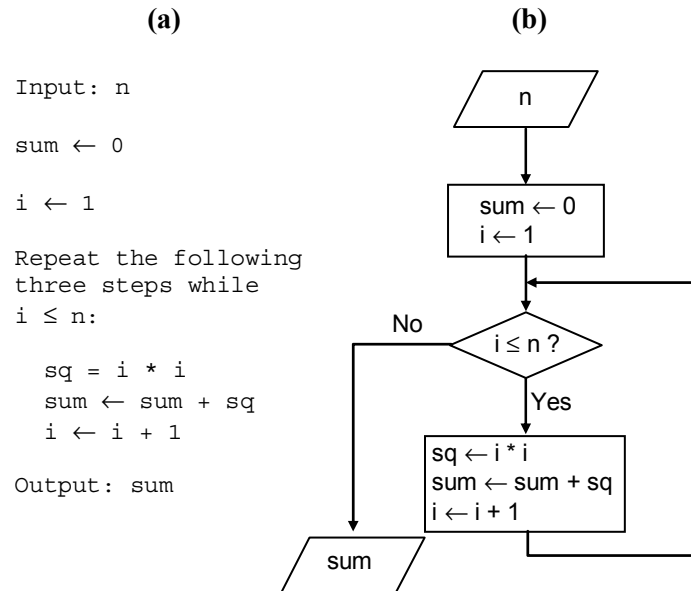 (a)
Input: n
sum ← 0
i ← 1
Repeat the following
three steps while
i ≤ n:
sq = i * i
sum ← sum + sq
i ← i + 1
Output: sum
(b)
n
sum ← 0
i ← 1
i ≤ n ?
No
Yes
sq ← i * i
sum ← sum + sq
i ← i + 1
sum